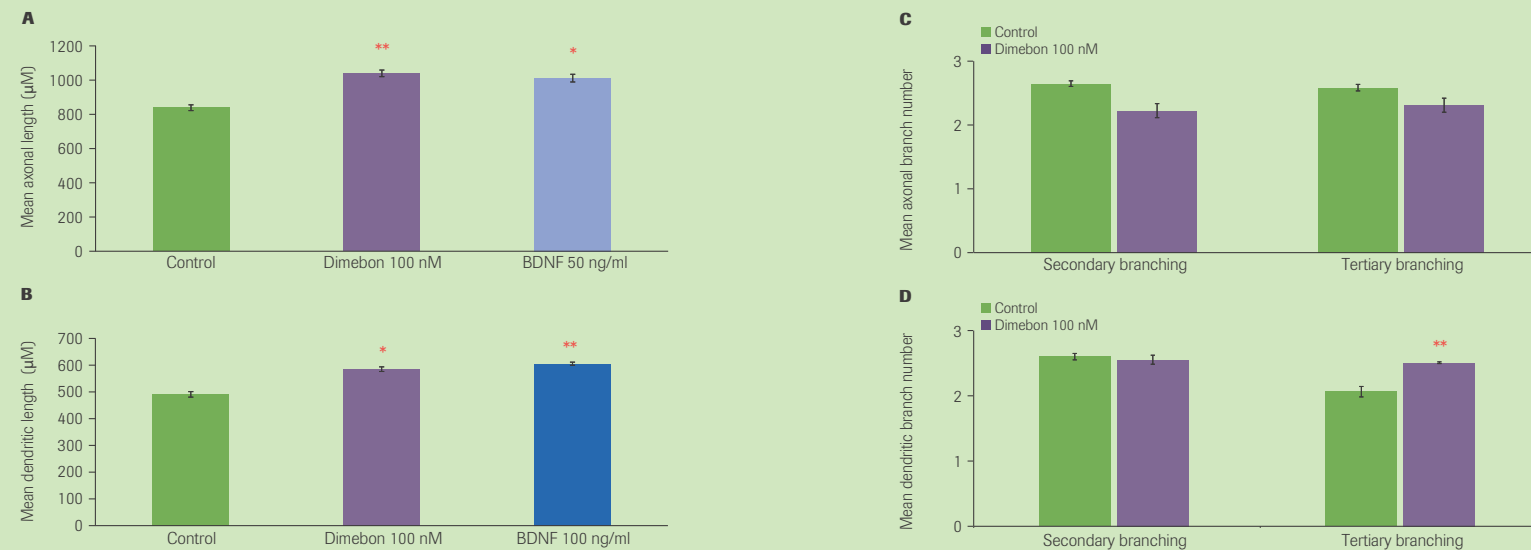 A
Mean axonal length (µM)
1200
1000
800
600
400
200
0
**
*
Control
Dimebon 100 nM
BDNF 50 ng/ml
B
Mean dendritic length (µM)
700
600
500
400
300
200
100
0
*
**
Control
Dimebon 100 nM
BDNF 100 ng/ml
C
Control
Dimebon 100 nM
Mean axonal branch number
3
2
1
0
Secondary branching
Tertiary branching
D
Control
Dimebon 100 nM
Mean dendritic branch number
3
2
1
0
**
Secondary branching
Tertiary branching